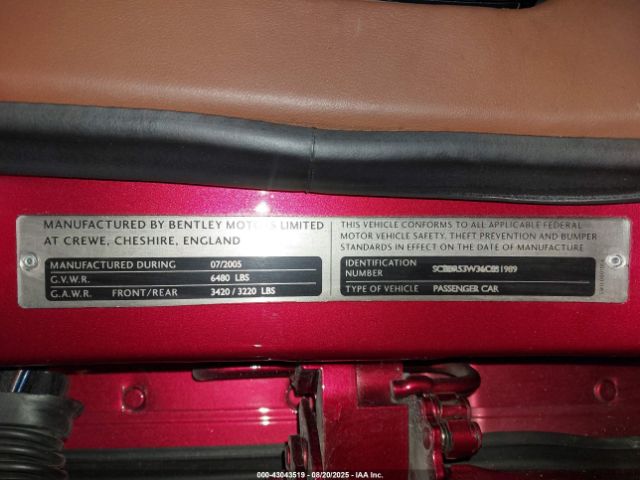 MANUFACTURED BY BENTLEY MOTORS LIMITED
AT CREWE, CHESHIRE, ENGLAND
MANUFACTURED DURING 07/2005
G.V.W.R. 6480 LBS
G.A.W.R. FRONT/REAR 3420 / 3220 LBS
THIS VEHICLE CONFORMS TO ALL APPLICABLE FEDERAL
MOTOR VEHICLE SAFETY, THEFT PREVENTION AND BUMPER
STANDARDS IN EFFECT ON THE DATE OF MANUFACTURE
IDENTIFICATION
NUMBER
TYPE OF VEHICLE PASSENGER CAR
000-43043519 - 08/20/2025 - IAA Inc.